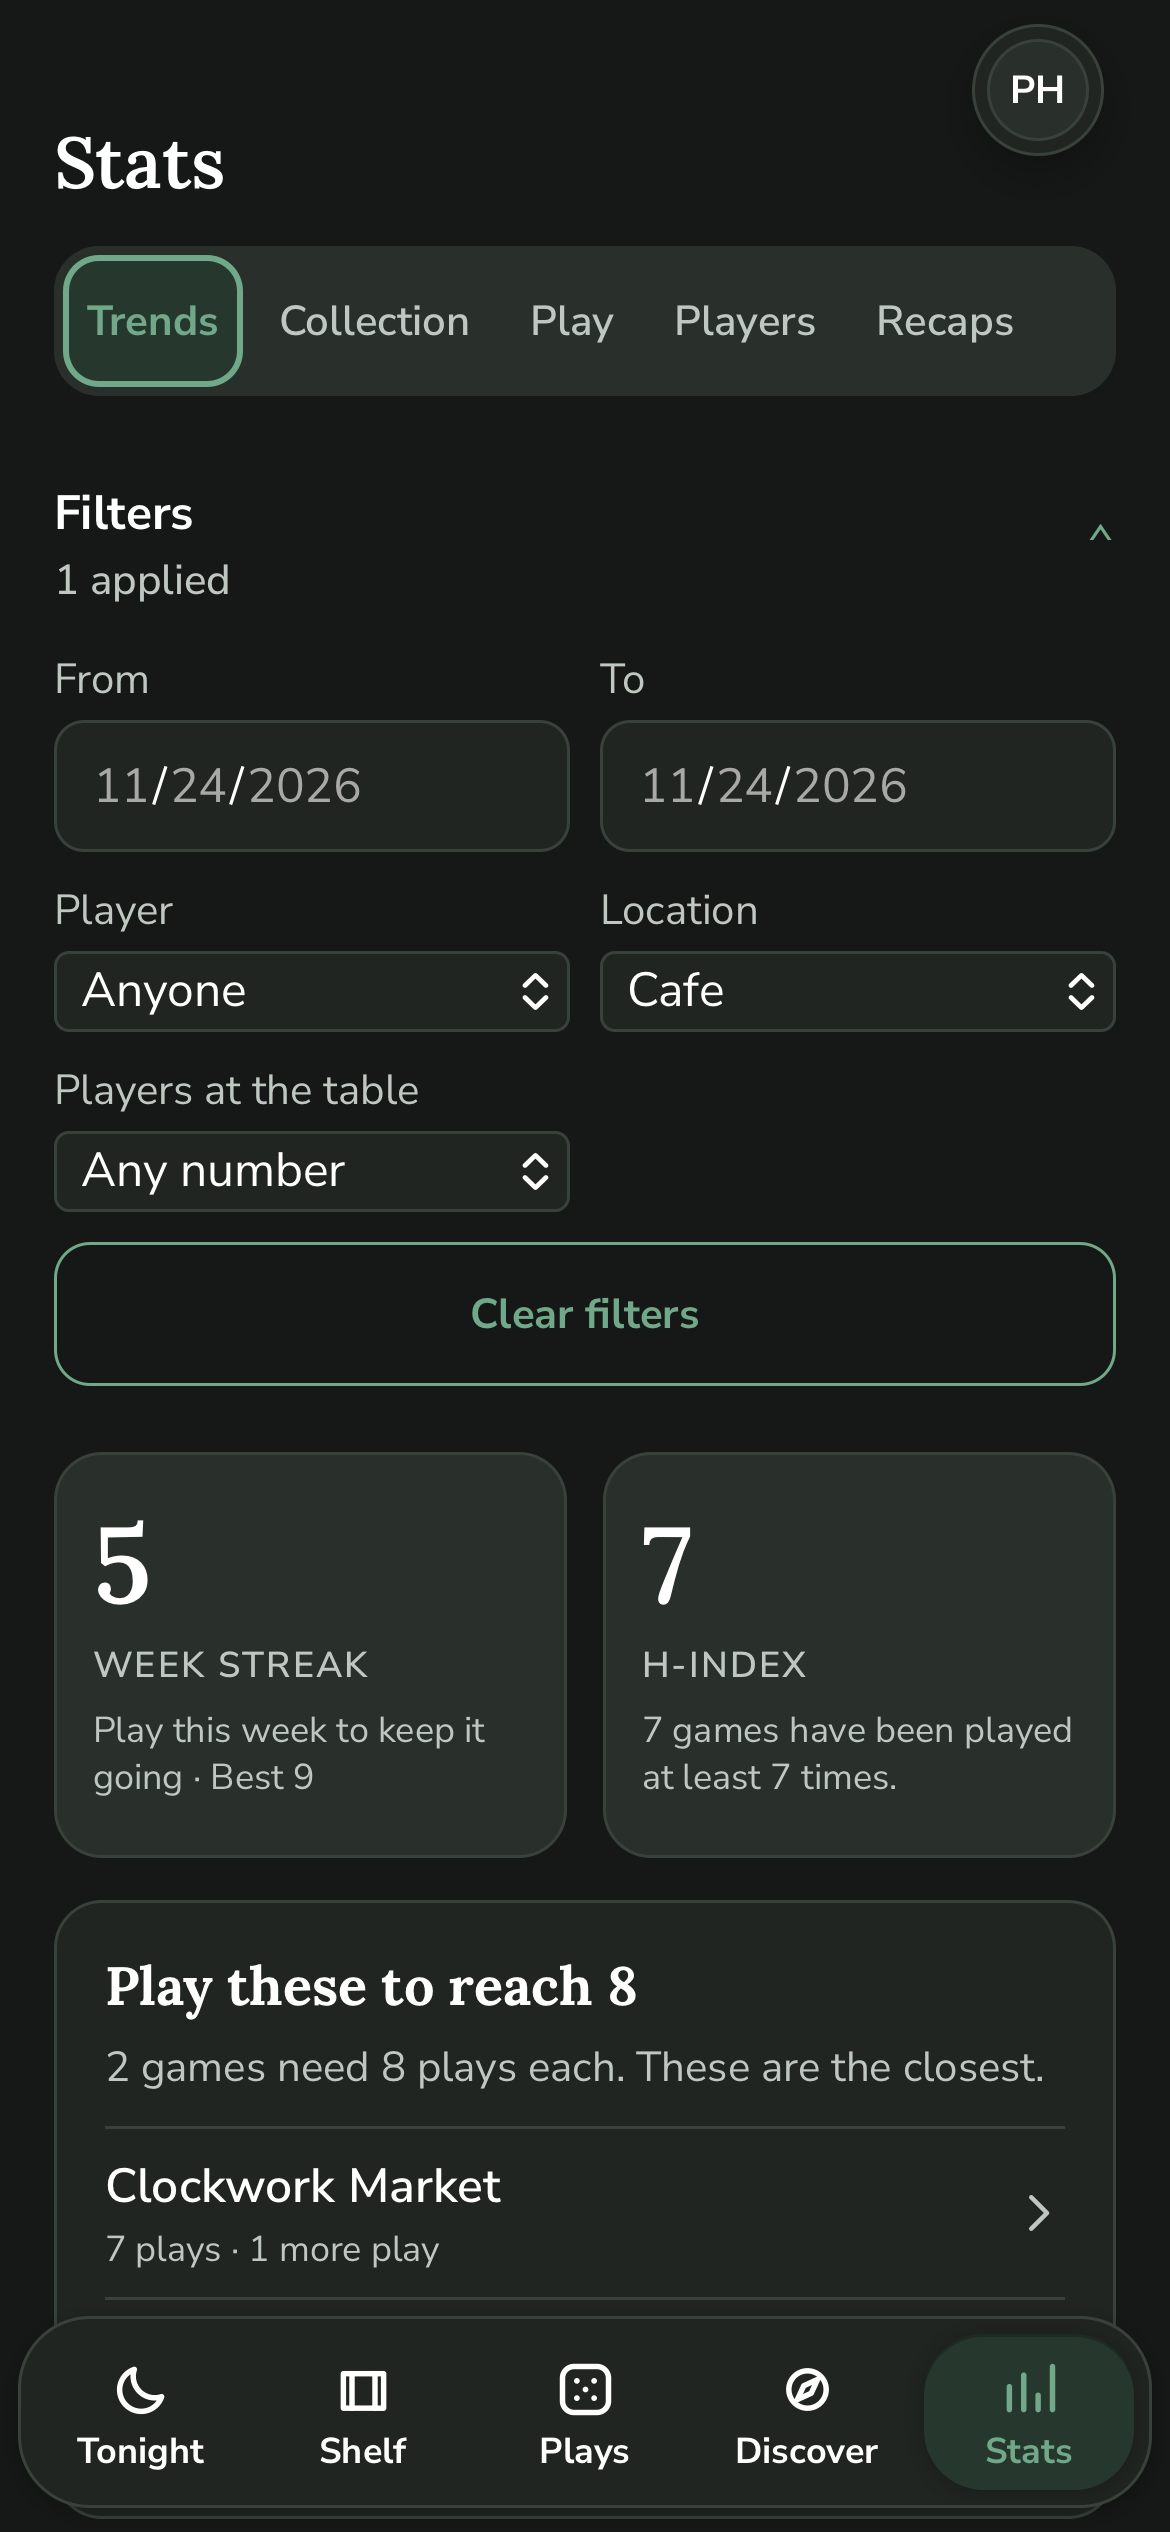 PH
Stats
Trends Collection Play Players Recaps
Filters
1 applied
From To
11/24/2026 11/24/2026
Player Location
Anyone Cafe
Players at the table
Any number
Clear filters
5 7
WEEK STREAK H-INDEX
Play this week to keep it 7 games have been played
going · Best 9 at least 7 times.
Play these to reach 8
2 games need 8 plays each. These are the closest.
Clockwork Market
7 plays · 1 more play
Tonight Shelf Plays Discover Stats